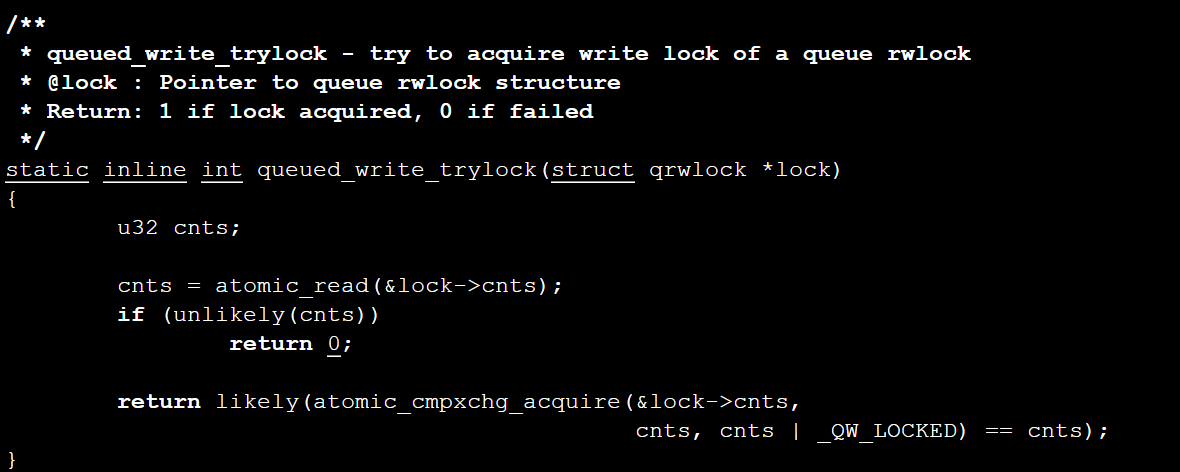 /**
 * queued_write_trylock - try to acquire write lock of a queue rwlock
 * @lock : Pointer to queue rwlock structure
 * Return: 1 if lock acquired, 0 if failed
 */
static inline int queued_write_trylock(struct qrwlock *lock)
{
        u32 cnts;

        cnts = atomic_read(&lock->cnts);
        if (unlikely(cnts))
                return 0;

        return likely(atomic_cmpxchg_acquire(&lock->cnts,
                                             cnts, cnts | _QW_LOCKED) == cnts);
}